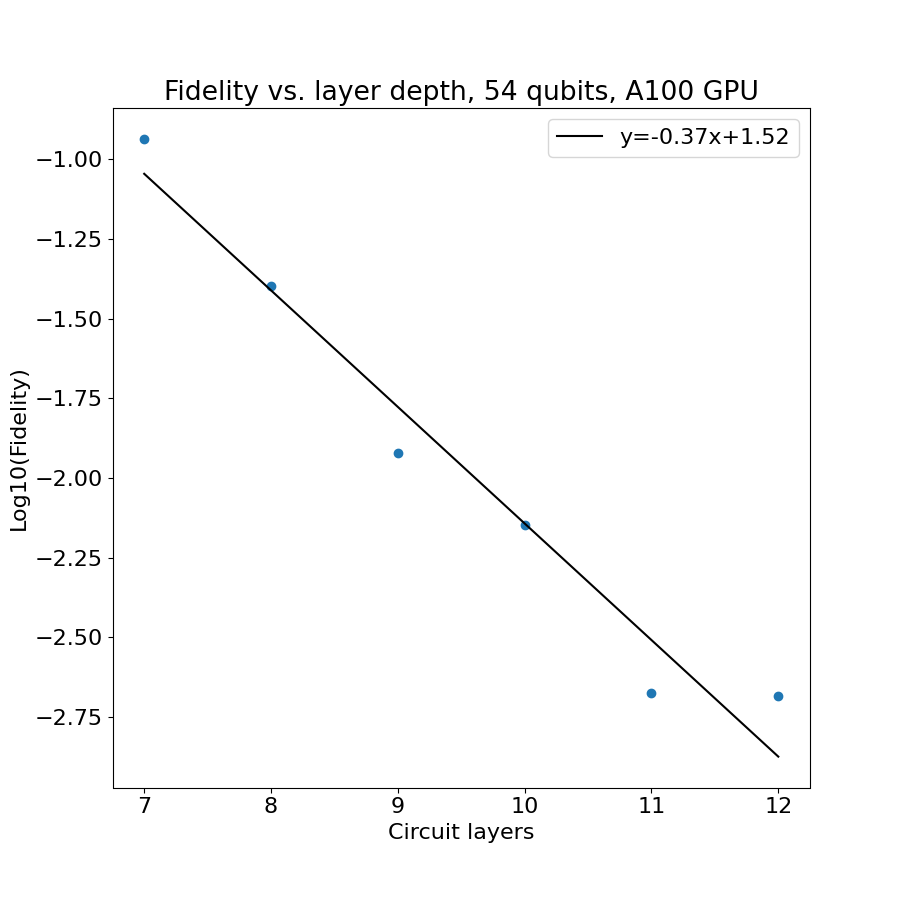 Fidelity vs. layer depth, 54 qubits, A100 GPU
y=-0.37x+1.52
Log10(Fidelity)
−1.00
−1.25
−1.50
−1.75
−2.00
−2.25
−2.50
−2.75
7 8 9 10 11 12
Circuit layers